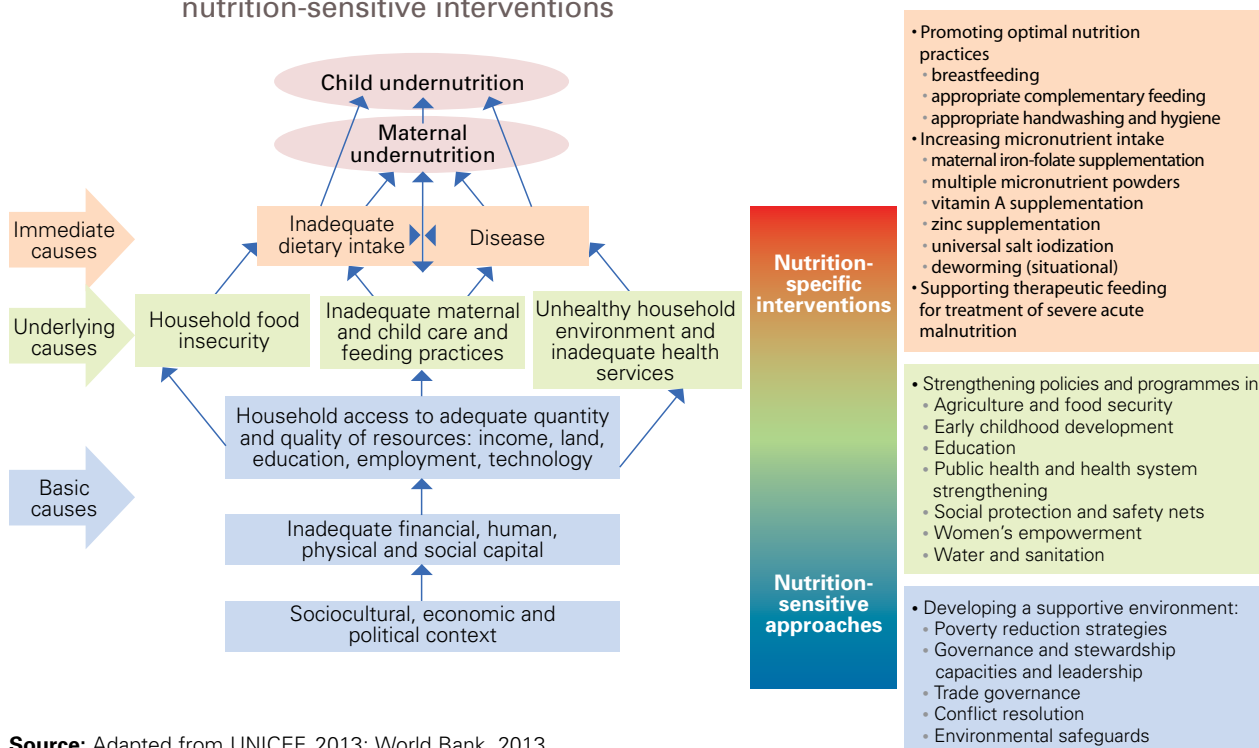 nutrition-sensitive interventions
Child undernutrition
Maternal
undernutrition
Immediate
causes
Inadequate
dietary intake
Disease
Underlying
causes
Household food
insecurity
Inadequate maternal
and child care and
feeding practices
Unhealthy household
environment and
inadequate health
services
Basic
causes
Household access to adequate quantity
and quality of resources: income, land,
education, employment, technology
Inadequate financial, human,
physical and social capital
Sociocultural, economic and
political context
Nutrition-
specific
interventions
Nutrition-
sensitive
approaches
• Promoting optimal nutrition
practices
• breastfeeding
• appropriate complementary feeding
• appropriate handwashing and hygiene
• Increasing micronutrient intake
• maternal iron-folate supplementation
• multiple micronutrient powders
• vitamin A supplementation
• zinc supplementation
• universal salt iodization
• deworming (situational)
• Supporting therapeutic feeding
for treatment of severe acute
malnutrition
• Strengthening policies and programmes in
• Agriculture and food security
• Early childhood development
• Education
• Public health and health system
strengthening
• Social protection and safety nets
• Women's empowerment
• Water and sanitation
• Developing a supportive environment:
• Poverty reduction strategies
• Governance and stewardship
capacities and leadership
• Trade governance
• Conflict resolution
• Environmental safeguards
Source: Adapted from UNICEF, 2013; World Bank, 2013